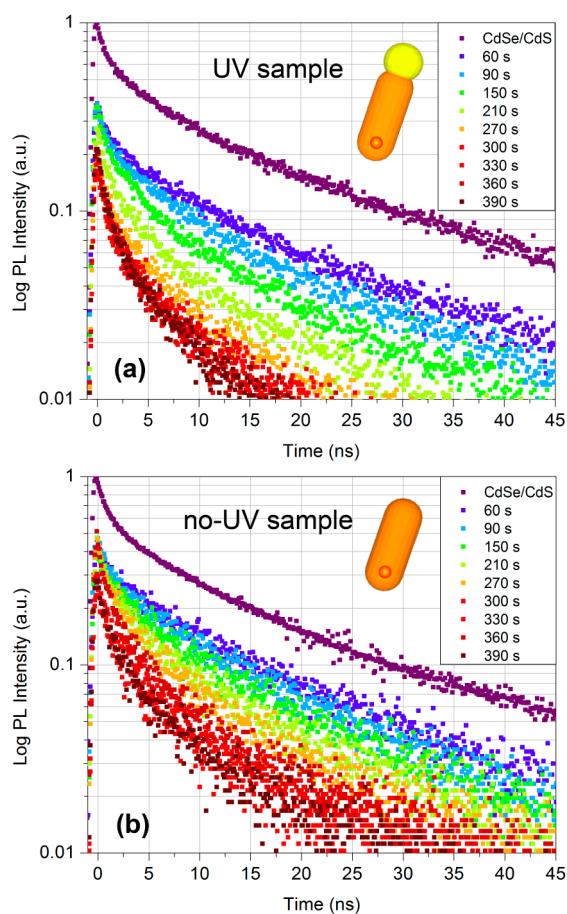 1
0.1
0.01
Log PL Intensity (a.u.)
UV sample
CdSe/CdS
60 s
90 s
150 s
210 s
270 s
300 s
330 s
360 s
390 s
(a)
0 5 10 15 20 25 30 35 40 45
Time (ns)
1
0.1
0.01
Log PL Intensity (a.u.)
no-UV sample
CdSe/CdS
60 s
90 s
150 s
210 s
270 s
300 s
330 s
360 s
390 s
(b)
0 5 10 15 20 25 30 35 40 45
Time (ns)